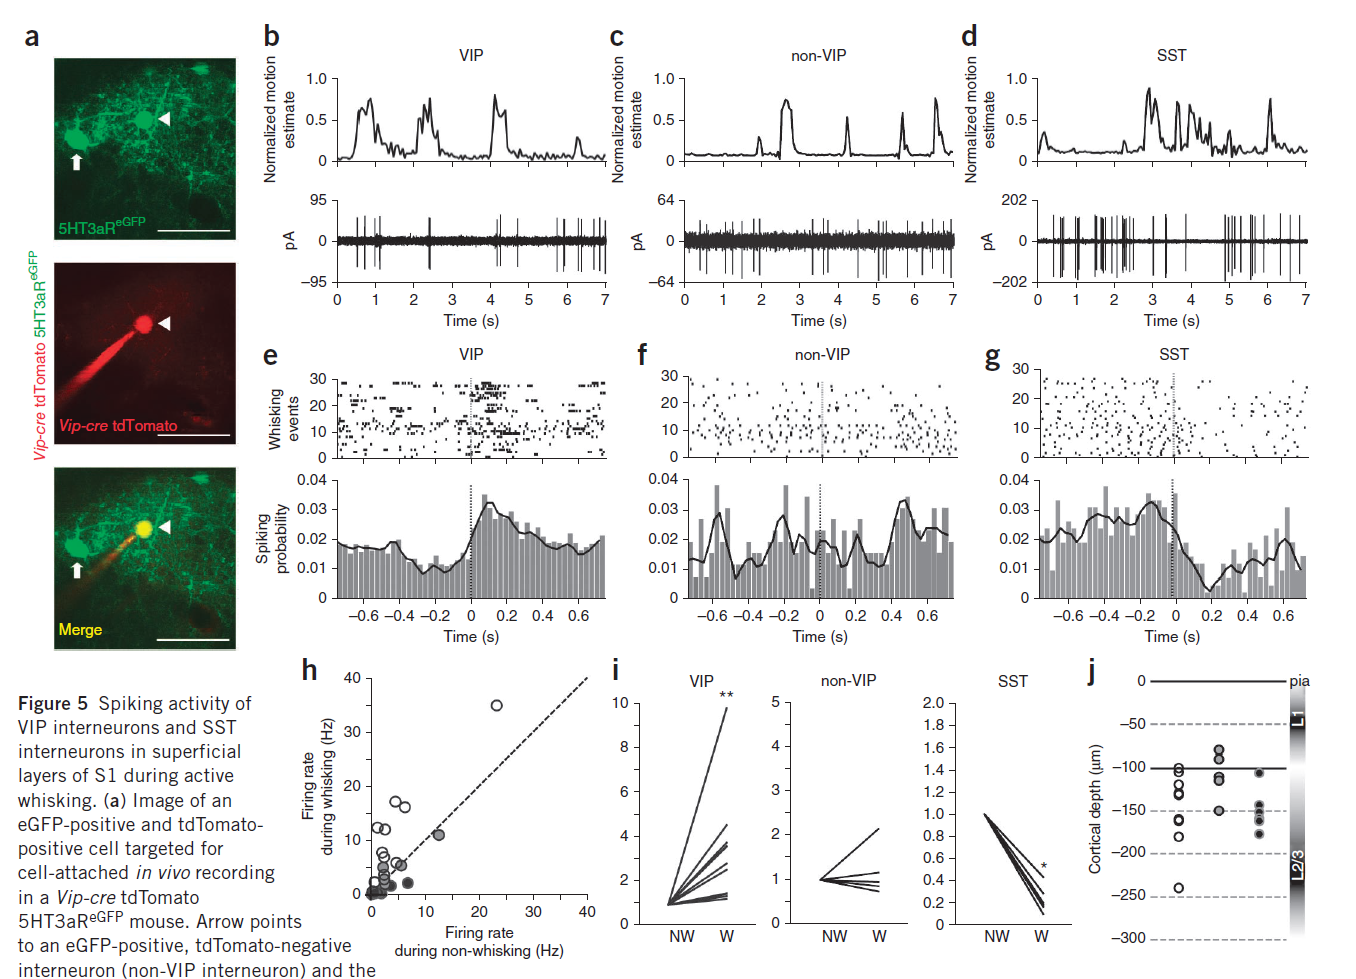 a
5HT3aReGFP
Vip-cre tdTomato 5HT3aReGFP
Vip-cre tdTomato
Merge
b
VIP
Normalized motion
estimate
1.0
0.5
0
95
pA
0
–95
0 1 2 3 4 5 6 7
Time (s)
c
non-VIP
Normalized motion
estimate
1.0
0.5
0
64
pA
0
–64
0 1 2 3 4 5 6 7
Time (s)
d
SST
Normalized motion
estimate
1.0
0.5
0
202
pA
0
–202
0 1 2 3 4 5 6 7
Time (s)
e
VIP
Whisking
events
30
20
10
0
Spiking
probability
0.04
0.03
0.02
0.01
0
–0.6 –0.4 –0.2 0 0.2 0.4 0.6
Time (s)
f
non-VIP
30
20
10
0
0.04
0.03
0.02
0.01
0
–0.6 –0.4 –0.2 0 0.2 0.4 0.6
Time (s)
g
SST
30
20
10
0
0.04
0.03
0.02
0.01
0
–0.6 –0.4 –0.2 0 0.2 0.4 0.6
Time (s)
h
Firing rate
during whisking (Hz)
40
30
20
10
0
0 10 20 30 40
Firing rate
during non-whisking (Hz)
i
VIP
**
10
8
6
4
2
0
NW W
non-VIP
5
4
3
2
1
0
NW W
SST
2.0
1.8
1.6
1.4
1.2
1.0
0.8
0.6
0.4
0.2
0
*
NW W
j
Cortical depth (µm)
0
–50
–100
–150
–200
–250
–300
pia
L1
L2/3
Figure 5 Spiking activity of
VIP interneurons and SST
interneurons in superficial
layers of S1 during active
whisking. (a) Image of an
eGFP-positive and tdTomato-
positive cell targeted for
cell-attached in vivo recording
in a Vip-cre tdTomato
5HT3aReGFP mouse. Arrow points
to an eGFP-positive, tdTomato-negative
interneuron (non-VIP interneuron) and the